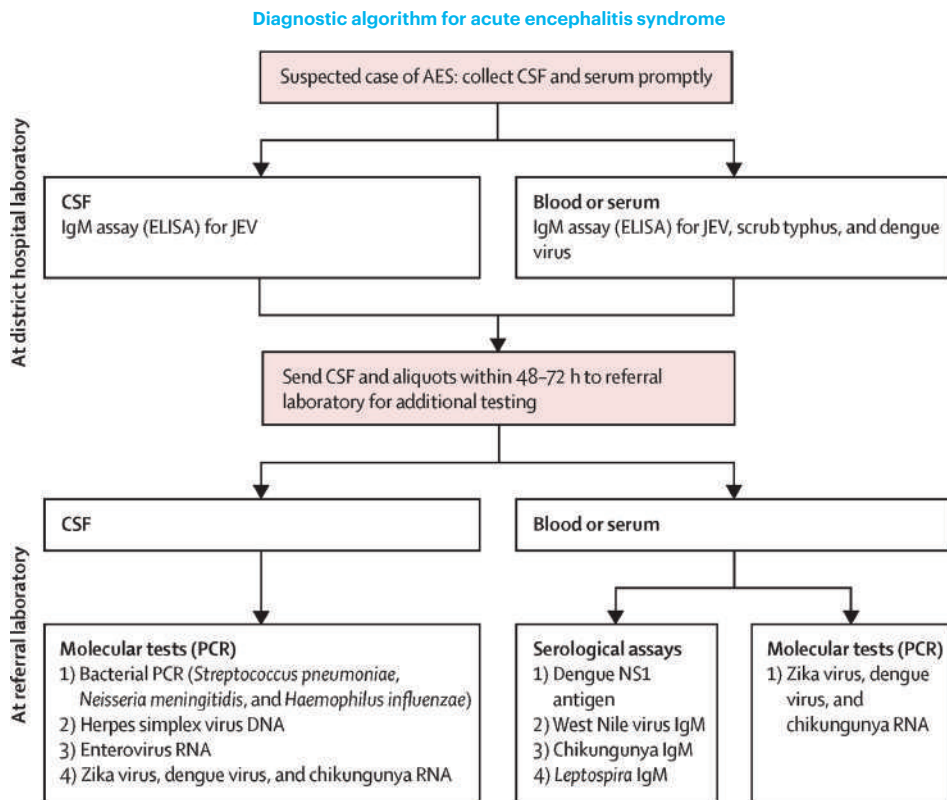 Diagnostic algorithm for acute encephalitis syndrome
At district hospital laboratory
Suspected case of AES: collect CSF and serum promptly
CSF
IgM assay (ELISA) for JEV
Blood or serum
IgM assay (ELISA) for JEV, scrub typhus, and dengue
virus
Send CSF and aliquots within 48–72 h to referral
laboratory for additional testing
At referral laboratory
CSF
Blood or serum
Molecular tests (PCR)
1) Bacterial PCR (Streptococcus pneumoniae,
Neisseria meningitidis, and Haemophilus influenzae)
2) Herpes simplex virus DNA
3) Enterovirus RNA
4) Zika virus, dengue virus, and chikungunya RNA
Serological assays
1) Dengue NS1
antigen
2) West Nile virus IgM
3) Chikungunya IgM
4) Leptospira IgM
Molecular tests (PCR)
1) Zika virus, dengue
virus, and
chikungunya RNA